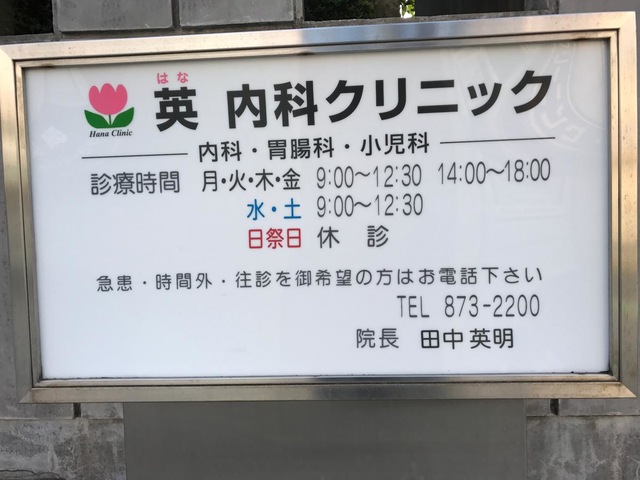 はな
英 内科クリニック
Hana Clinic
内科・胃腸科・小児科
診療時間 月・火・木・金 9:00～12:30 14:00～18:00
水・土 9:00～12:30
日祭日 休診
急患・時間外・往診を御希望の方はお電話下さい
TEL 873-2200
院長 田中英明